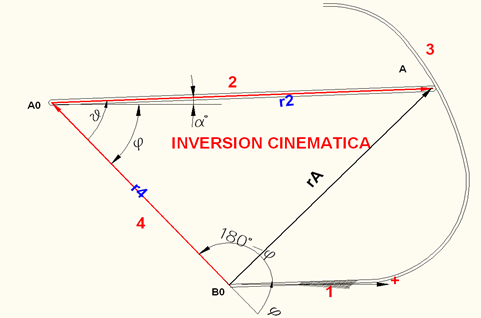 3
A
2
A0
r2
ϑ
α°
φ
INVERSION CINEMATICA
rA
r4
4
180°-φ
B0
1
+
φ